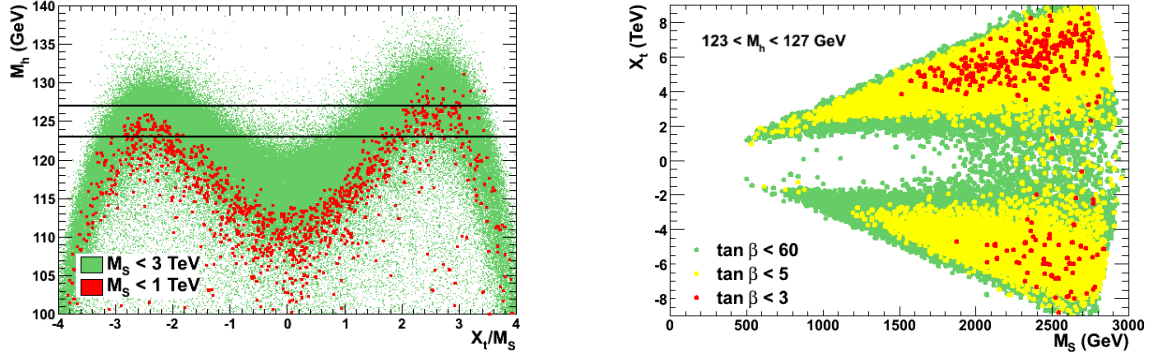 M_h (GeV)
140
135
130
125
120
115
110
105
100
M_S < 3 TeV
M_S < 1 TeV
-4 -3 -2 -1 0 1 2 3 4
X_t/M_S
X_t (TeV)
8
6
4
2
0
-2
-4
-6
-8
123 < M_h < 127 GeV
tan β < 60
tan β < 5
tan β < 3
0 500 1000 1500 2000 2500 3000
M_S (GeV)